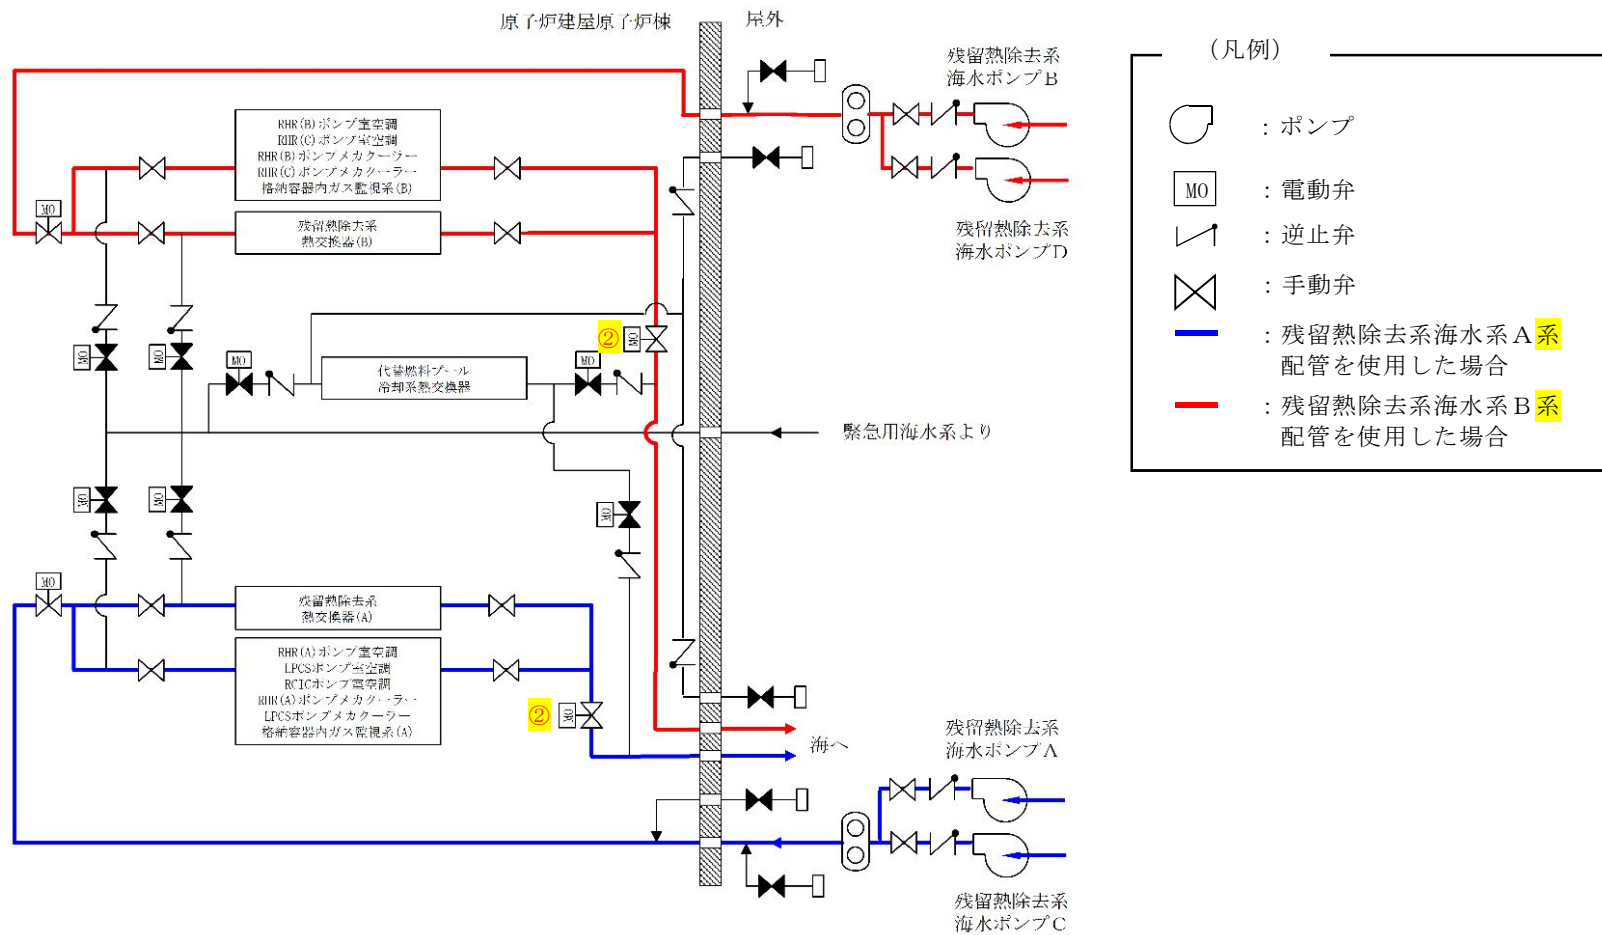 原子炉建屋原子炉棟
屋外
残留熱除去系
海水ポンプB
残留熱除去系
海水ポンプD
RHR(B)ポンプ室空調
RHR(C)ポンプ室空調
RHR(B)ポンプメカクーラー
RHR(C)ポンプメカクーラー
格納容器内ガス監視系(B)
MO
残留熱除去系
熱交換器(B)
②
MO
MO
MO
MO
MO
代替燃料プール
冷却系熱交換器
緊急用海水系より
MO
MO
MO
MO
残留熱除去系
熱交換器(A)
RHR(A)ポンプ室空調
LPCSポンプ室空調
RCICポンプ室空調
RHR(A)ポンプメカクーラー
LPCSポンプメカクーラー
格納容器内ガス監視系(A)
②
MO
海へ
残留熱除去系
海水ポンプA
残留熱除去系
海水ポンプC
(凡例)
:ポンプ
MO
:電動弁
:逆止弁
:手動弁
:残留熱除去系海水系A系
配管を使用した場合
:残留熱除去系海水系B系
配管を使用した場合